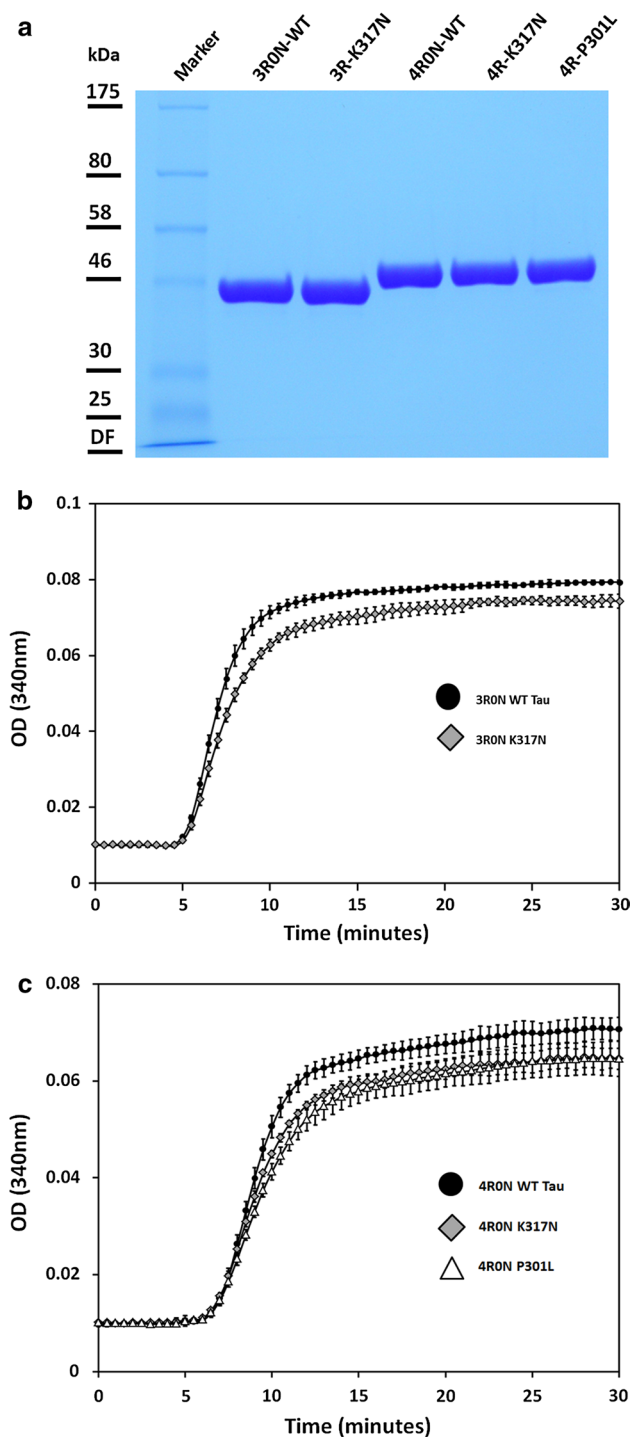 a
kDa
Marker
3R0N-WT
3R-K317N
4R0N-WT
4R-K317N
4R-P301L
175
80
58
46
30
25
DF
b
0.1
0.08
0.06
0.04
0.02
0
OD (340nm)
3R0N WT Tau
3R0N K317N
0 5 10 15 20 25 30
Time (minutes)
c
0.08
0.06
0.04
0.02
0
OD (340nm)
4R0N WT Tau
4R0N K317N
4R0N P301L
0 5 10 15 20 25 30
Time (minutes)